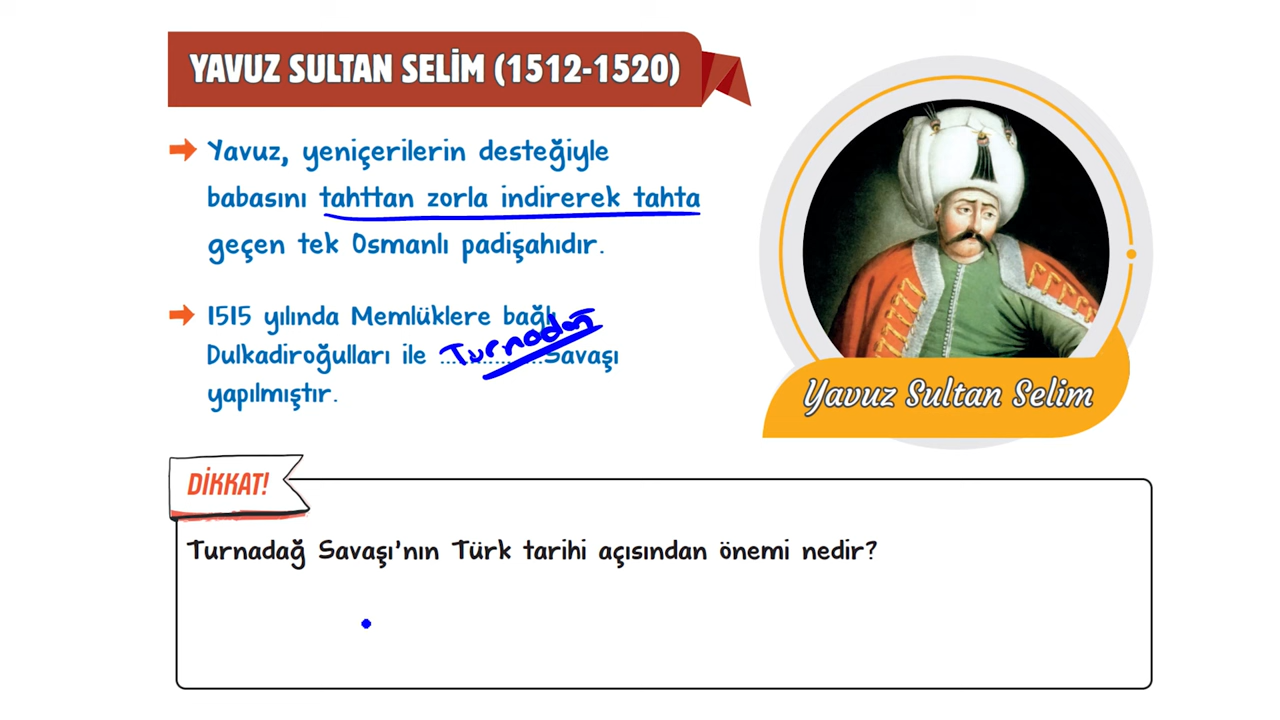 YAVUZ SULTAN SELİM (1512-1520)
Yavuz, yeniçerilerin desteğiyle
babasını tahttan zorla indirerek tahta
geçen tek Osmanlı padişahıdır.
1515 yılında Memlüklere bağlı
Dulkadiroğulları ile Turnadağ Savaşı
yapılmıştır.
Yavuz Sultan Selim
DİKKAT!
Turnadağ Savaşı'nın Türk tarihi açısından önemi nedir?